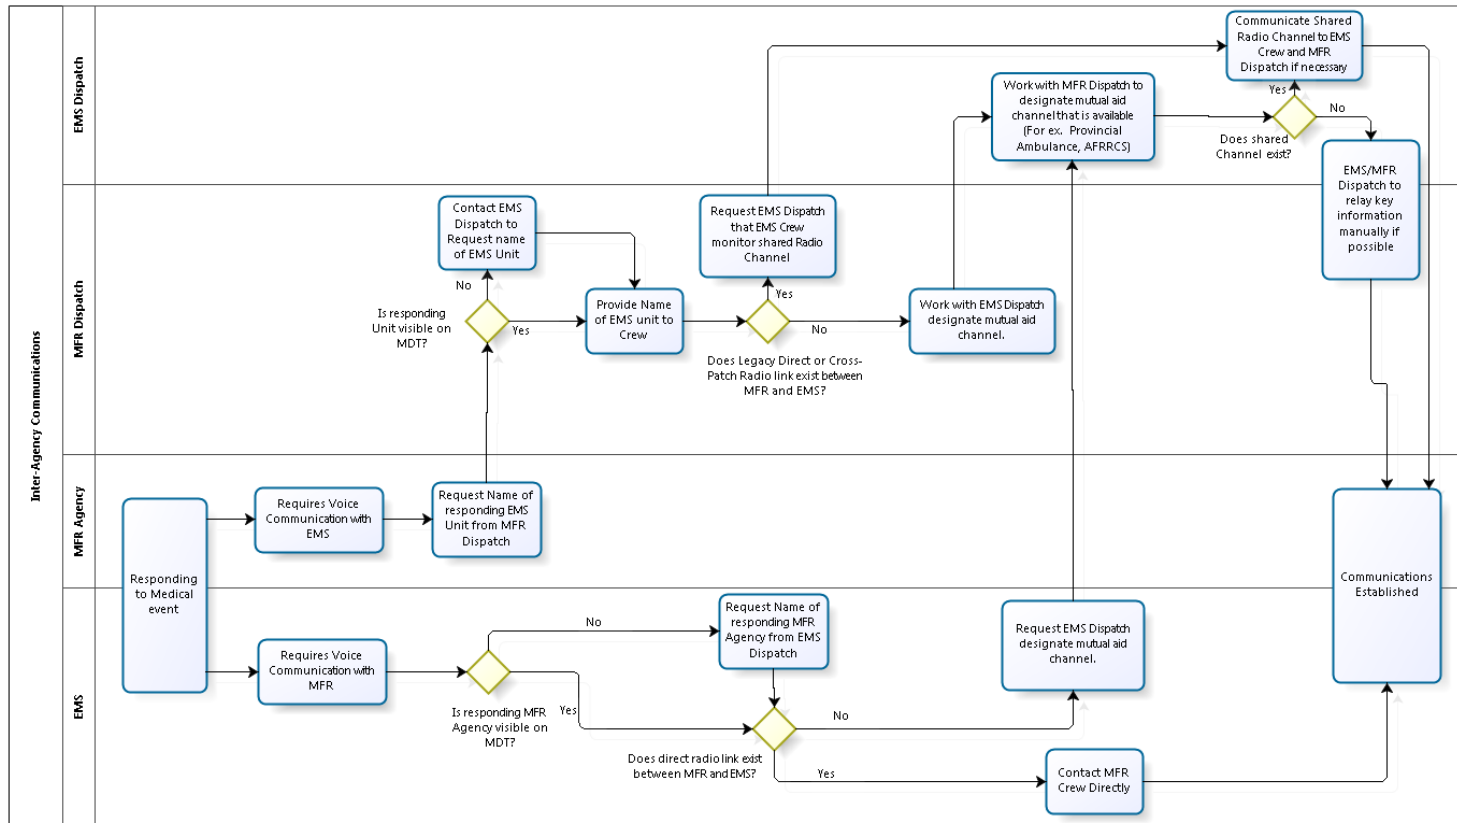 Inter-Agency Communications
EMS Dispatch
Communicate Shared
Radio Channel to EMS
Crew and MFR
Dispatch if necessary
Work with MFR Dispatch to
designate mutual aid
channel that is available
(For ex. Provincial
Ambulance, AFRRCS)
Yes
No
Does shared
Channel exist?
EMS/MFR
Dispatch to
relay key
information
manually if
possible
MFR Dispatch
Contact EMS
Dispatch to
Request name
of EMS Unit
Request EMS Dispatch
that EMS Crew
monitor shared Radio
Channel
No
Is responding
Unit visible on
MDT?
Yes
Provide Name
of EMS unit to
Crew
Yes
No
Does Legacy Direct or Cross-
Patch Radio link exist between
MFR and EMS?
Work with EMS Dispatch
designate mutual aid
channel.
MFR Agency
Responding
to Medical
event
Requires Voice
Communication with
EMS
Request Name of
responding EMS
Unit from MFR
Dispatch
Communications
Established
EMS
Requires Voice
Communication with
MFR
No
Yes
Is responding MFR
Agency visible on
MDT?
Request Name of
responding MFR
Agency from EMS
Dispatch
No
Does direct radio link exist
between MFR and EMS?
Yes
Request EMS Dispatch
designate mutual aid
channel.
Contact MFR
Crew Directly